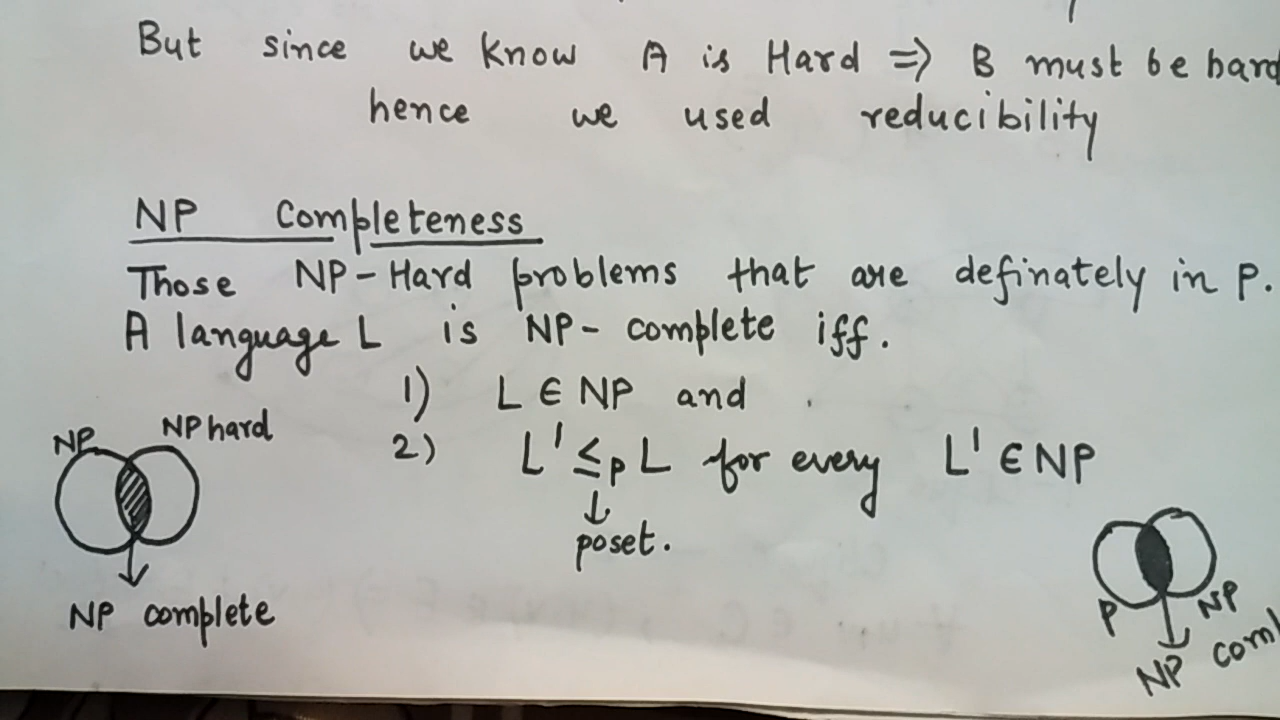 But since we know A is Hard ⇒ B must be hard
hence we used reducibility
NP Completeness
Those NP-Hard problems that are definately in P.
A language L is NP-complete iff.
1) L ∈ NP and
2) L' ≤p L for every L' ∈ NP
↓
poset.
NP NP hard
NP complete
P NP
NP